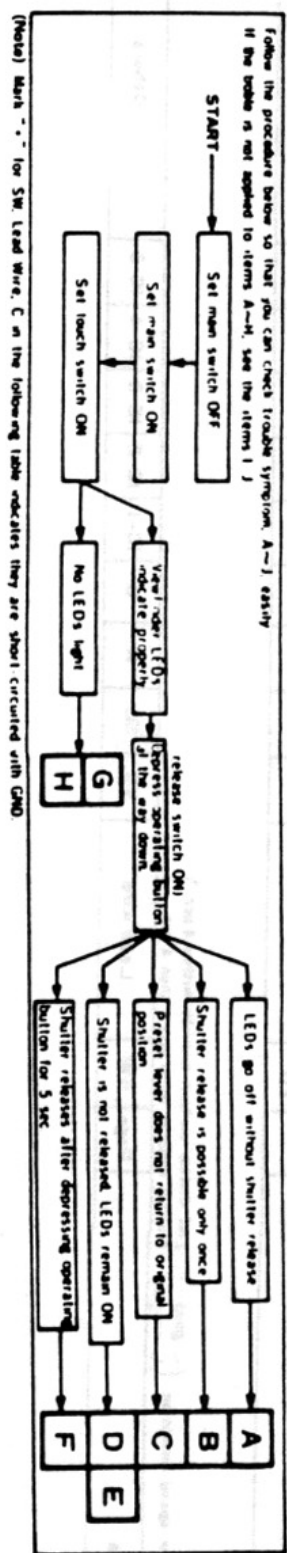 Follow the procedure below so that you can check trouble symptom, A~J, easily
If the trouble is not applied to items A~H, see the items I J
START
Set main switch OFF
Set main switch ON
Set touch switch ON
View finder LEDs
indicate properly
No LEDs light
G
H
release switch ON)
Depress operating button
all the way down
LEDs go off without shutter release
Shutter release is possible only once
Preset lever does not return to original
position
Shutter is not released, LEDs remain ON
Shutter releases after depressing operating
button for 5 sec
A
B
C
D
E
F
(Note) Mark "*" for SW, Lead Wire, C in the following table indicates they are short-circuited with GND.